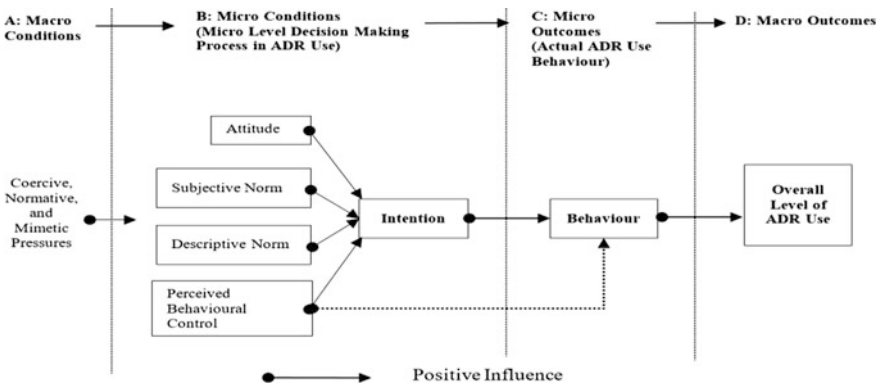 A: Macro
Conditions
B: Micro Conditions
(Micro Level Decision Making
Process in ADR Use)
C: Micro
Outcomes
(Actual ADR Use
Behaviour)
D: Macro Outcomes
Coercive,
Normative,
and
Mimetic
Pressures
Attitude
Subjective Norm
Descriptive Norm
Perceived
Behavioural
Control
Intention
Behaviour
Overall
Level of
ADR Use
Positive Influence